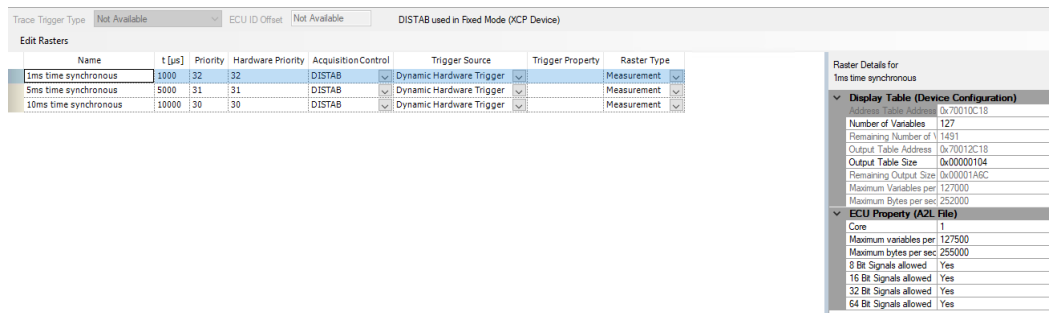 Trace Trigger Type Not Available ECU ID Offset Not Available DISTAB used in Fixed Mode (XCP Device)
Edit Rasters
Name t [µs] Priority Hardware Priority Acquisition Control Trigger Source Trigger Property Raster Type
1ms time synchronous 1000 32 32 DISTAB Dynamic Hardware Trigger Measurement
5ms time synchronous 5000 31 31 DISTAB Dynamic Hardware Trigger Measurement
10ms time synchronous 10000 30 30 DISTAB Dynamic Hardware Trigger Measurement
Raster Details for
1ms time synchronous
Display Table (Device Configuration)
Address Table Address 0x70010C18
Number of Variables 127
Remaining Number of V 1491
Output Table Address 0x70012C18
Output Table Size 0x00000104
Remaining Output Size 0x00001A6C
Maximum Variables per 127000
Maximum Bytes per sec 252000
ECU Property (A2L File)
Core 1
Maximum variables per 127500
Maximum bytes per sec 255000
8 Bit Signals allowed Yes
16 Bit Signals allowed Yes
32 Bit Signals allowed Yes
64 Bit Signals allowed Yes